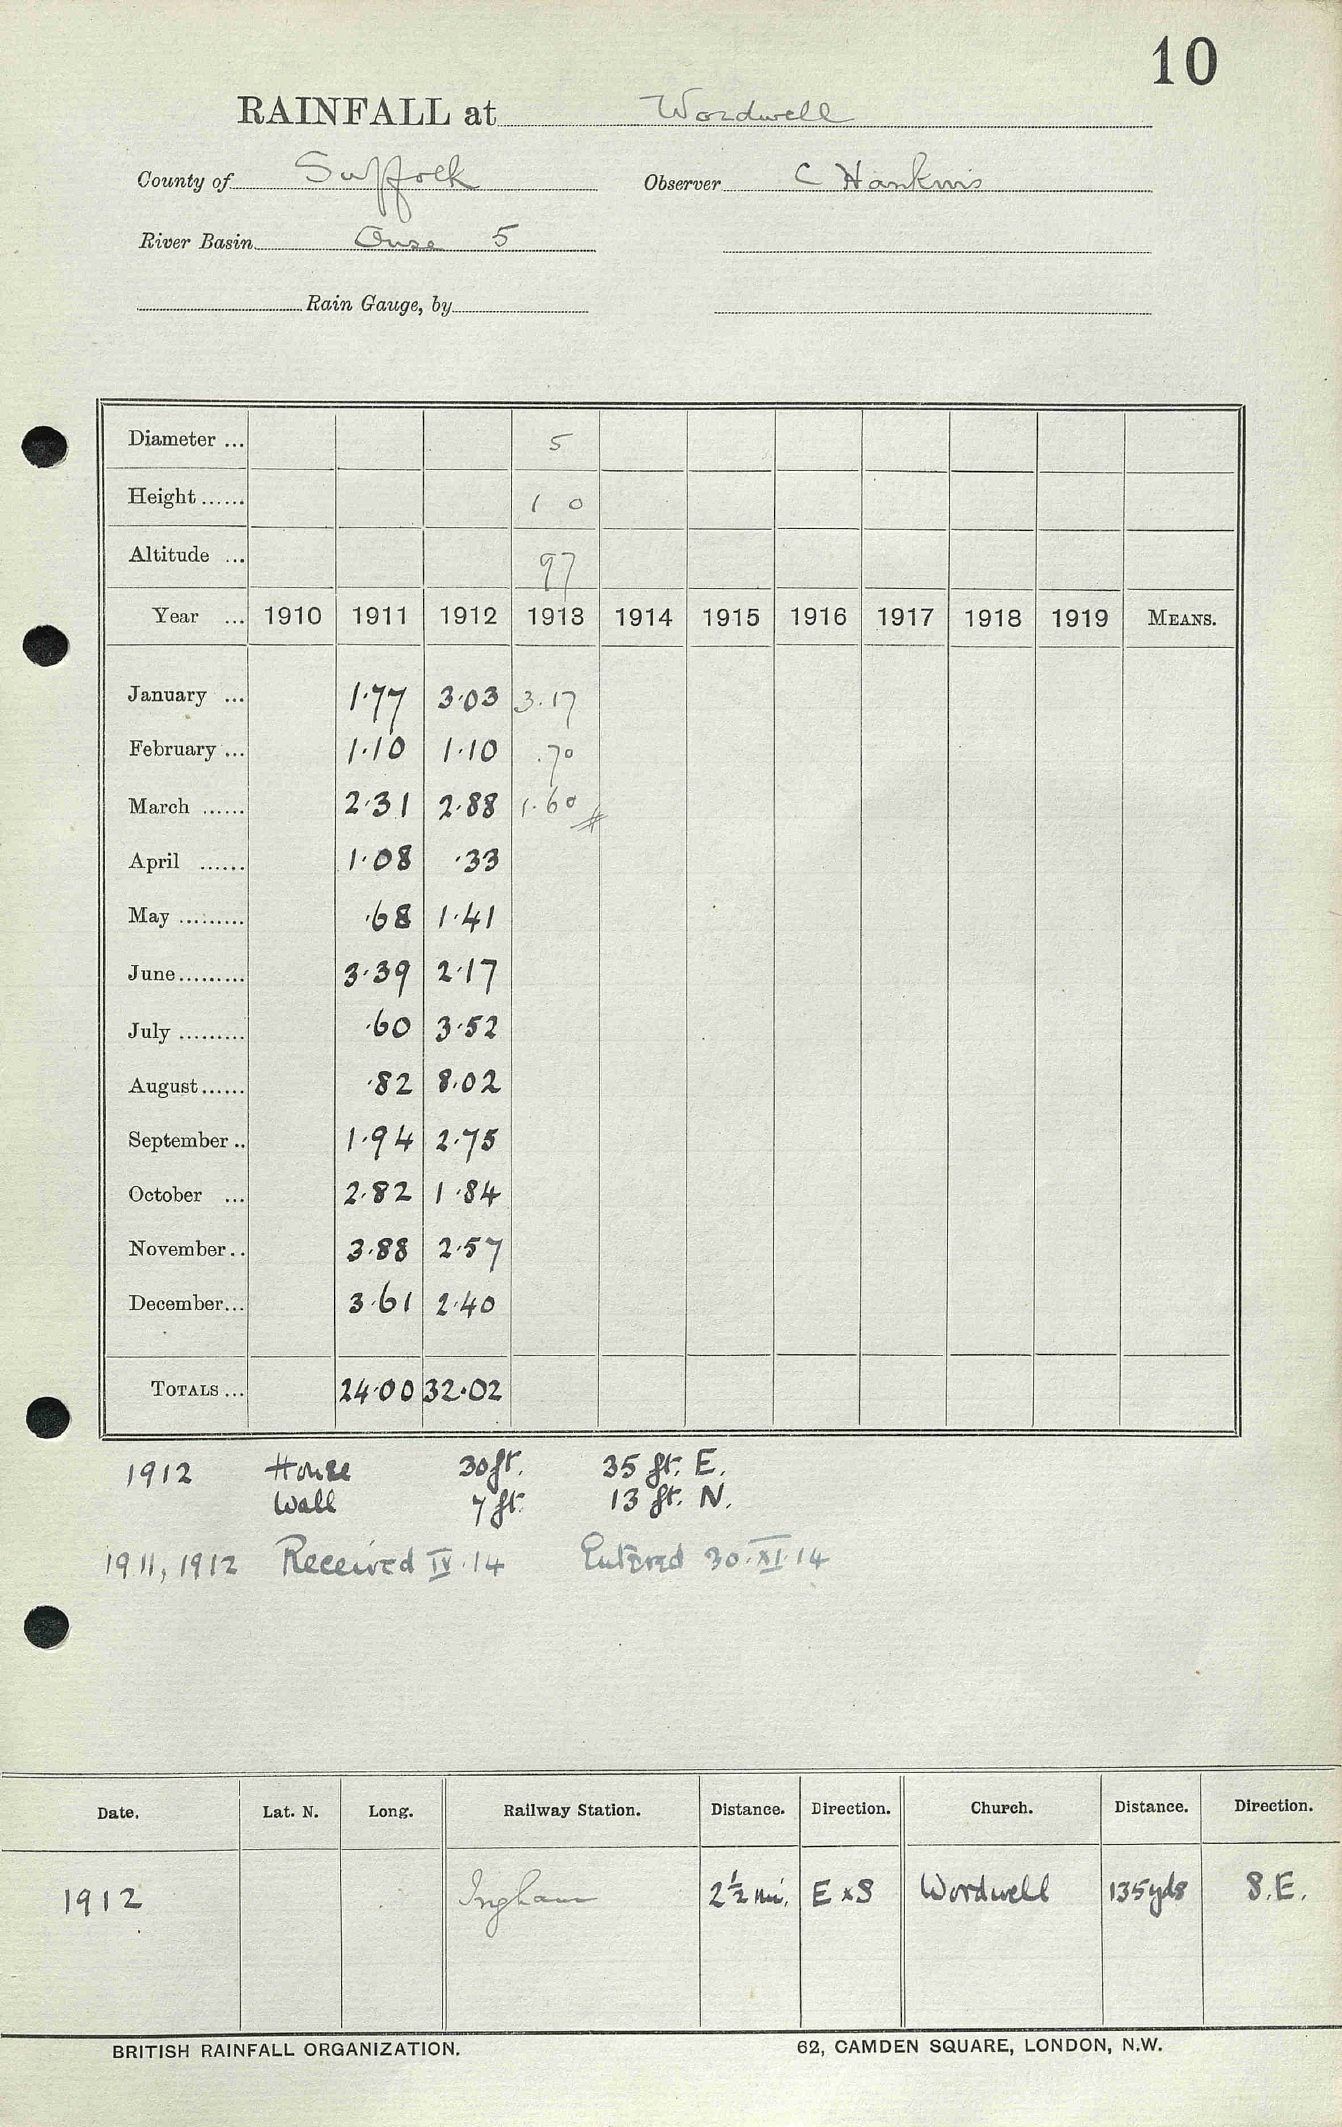 10
RAINFALL at Wordwell
County of Suffolk Observer C Hankins
River Basin Ouse 5
Rain Gauge, by
Diameter ... 5
Height ...... 1 0
Altitude ... 97
Year ... 1910 1911 1912 1913 1914 1915 1916 1917 1918 1919 MEANS.
January ... 1.77 3.03 3.17
February ... 1.10 1.10 .70
March ...... 2.31 2.88 1.60 #
April ...... 1.08 .33
May ......... .68 1.41
June ......... 3.39 2.17
July ......... .60 3.52
August ...... .82 8.02
September .. 1.94 2.75
October ... 2.82 1.84
November .. 3.88 2.57
December ... 3.61 2.40
TOTALS ... 24.00 32.02
1912 House 30 ft. 35 ft. E.
Wall 7 ft. 13 ft. N.
1911, 1912 Received IV.14 Entered 30.XI.14
Date. Lat. N. Long. Railway Station. Distance. Direction. Church. Distance. Direction.
1912 Ingham 2½ mi. E x S Wordwell 135 yds S.E.
BRITISH RAINFALL ORGANIZATION. 62, CAMDEN SQUARE, LONDON, N.W.